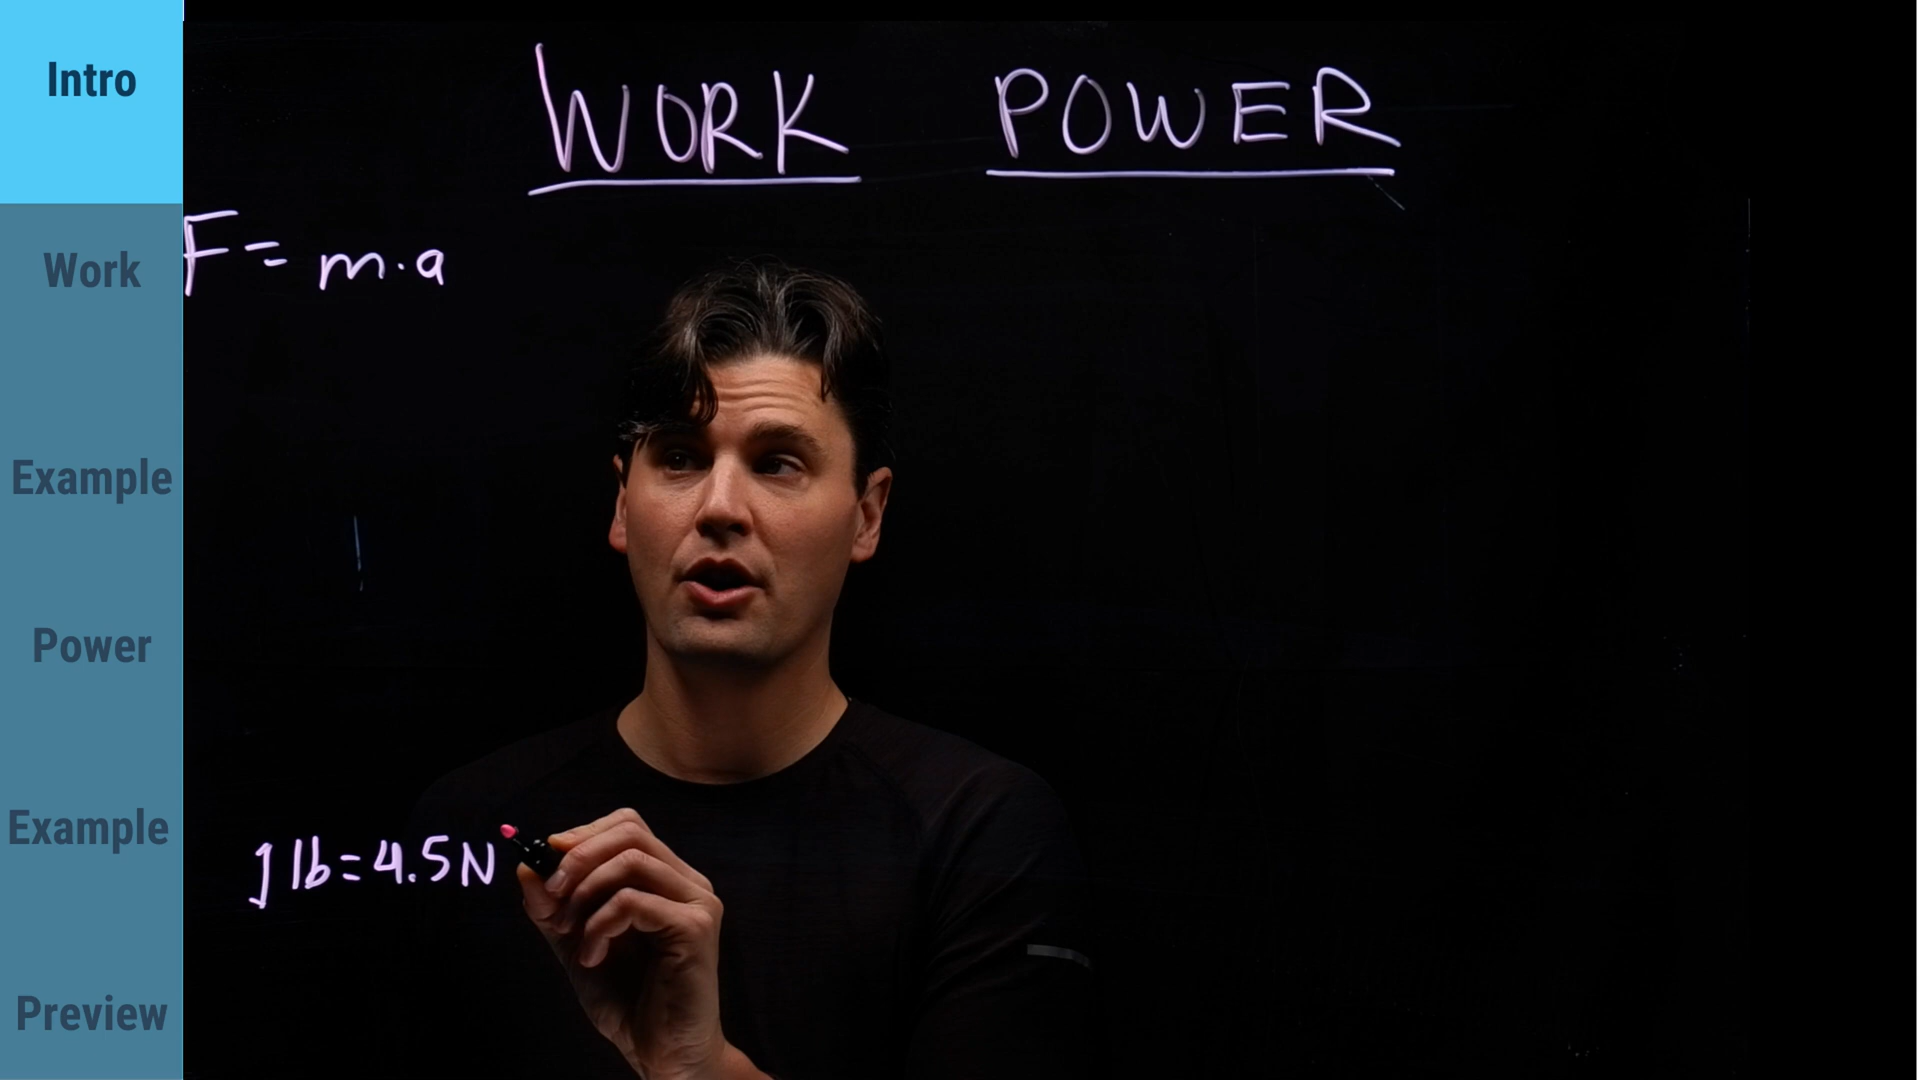 Intro
Work
Example
Power
Example
Preview
WORK POWER
F = m·a
1 lb = 4.5 N